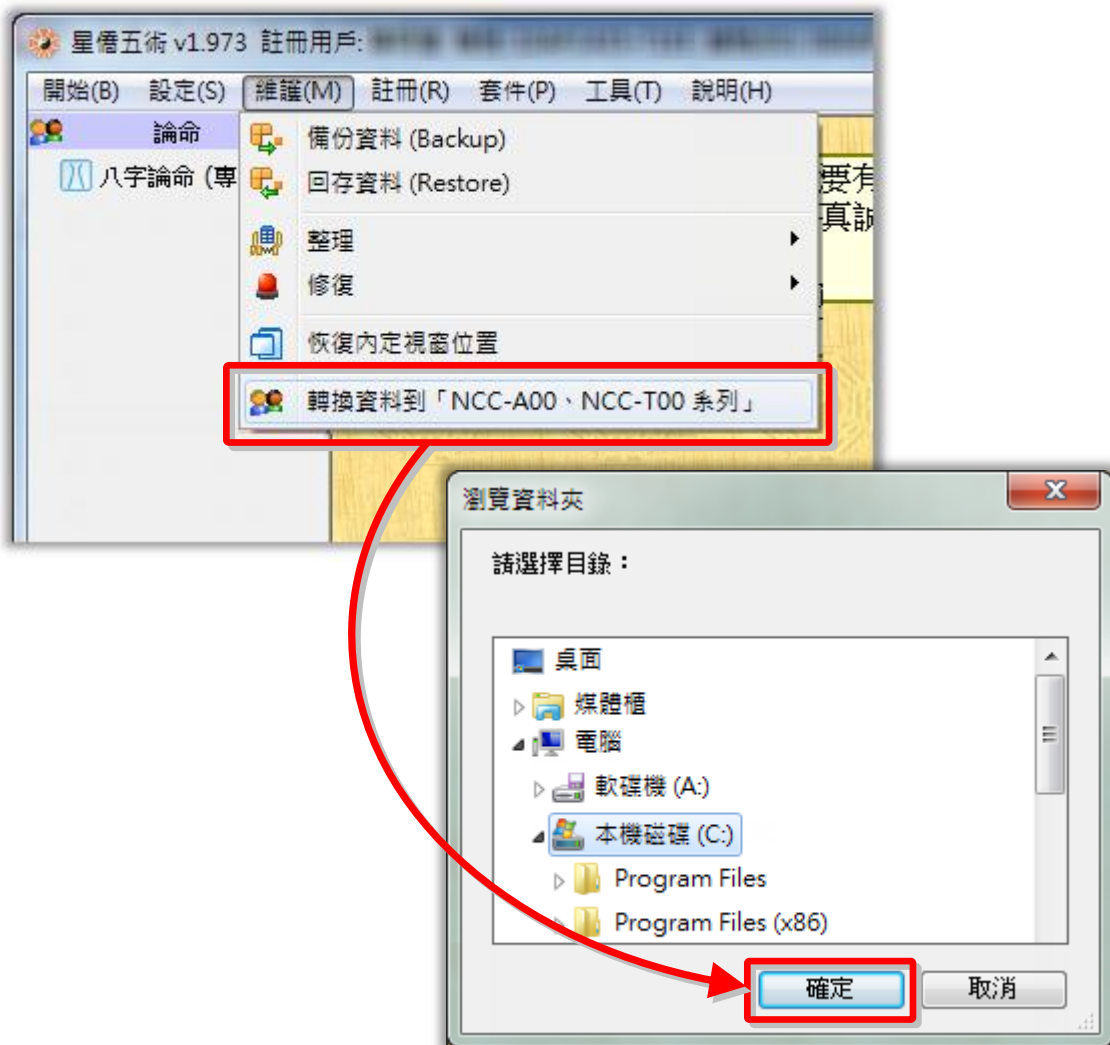 星僑五術 v1.973 註冊用戶:
開始(B) 設定(S) 維護(M) 註冊(R) 套件(P) 工具(T) 說明(H)
論命
八字論命 (專
備份資料 (Backup)
回存資料 (Restore)
整理
修復
恢復內定視窗位置
轉換資料到「NCC-A00、NCC-T00 系列」
要有
真誠
瀏覽資料夾
請選擇目錄：
桌面
媒體櫃
電腦
軟碟機 (A:)
本機磁碟 (C:)
Program Files
Program Files (x86)
確定 取消